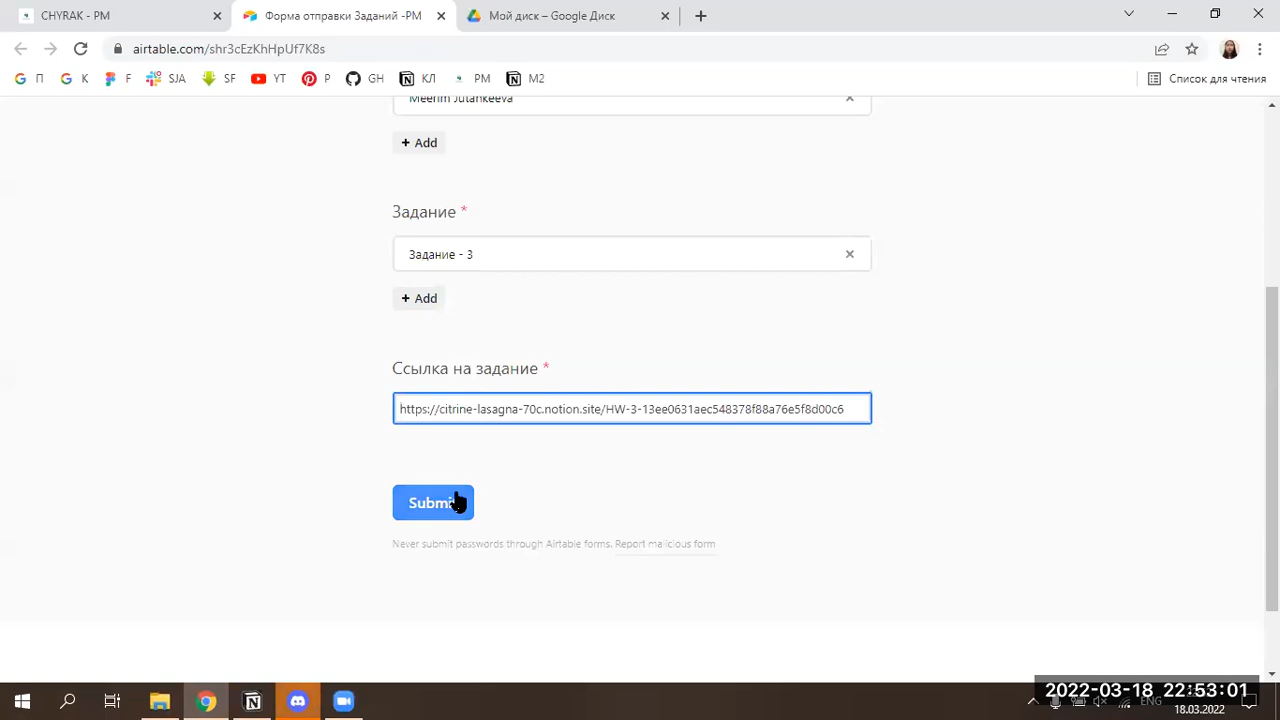 CHYRAK - PM
Форма отправки Заданий -PM
Мой диск – Google Диск
airtable.com/shr3cEzKhHpUf7K8s
П
К
F
SJA
SF
YT
P
GH
КЛ
PM
M2
Список для чтения
Meerim Jutankeeva
+ Add
Задание *
Задание - 3
+ Add
Ссылка на задание *
https://citrine-lasagna-70c.notion.site/HW-3-13ee0631aec548378f88a76e5f8d00c6
Submit
Never submit passwords through Airtable forms. Report malicious form
2022-03-18 22:53:01
ENG
18.03.2022